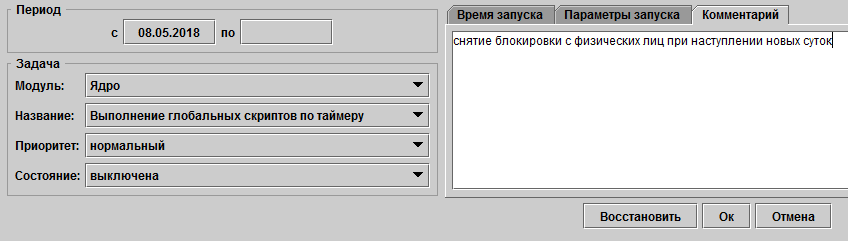 Период
с 08.05.2018 по
Задача
Модуль: Ядро
Название: Выполнение глобальных скриптов по таймеру
Приоритет: нормальный
Состояние: выключена
Время запуска Параметры запуска Комментарий
снятие блокировки с физических лиц при наступлении новых суток
Восстановить Ок Отмена